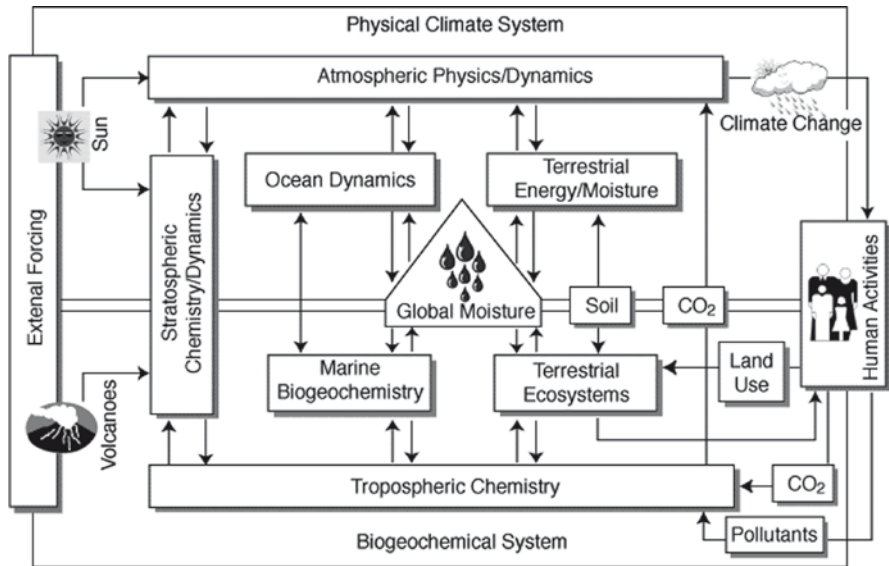 Physical Climate System
Atmospheric Physics/Dynamics
Sun
Climate Change
Ocean Dynamics
Terrestrial
Energy/Moisture
Extenal Forcing
Stratospheric
Chemistry/Dynamics
Global Moisture
Soil
CO₂
Human Activities
Marine
Biogeochemistry
Terrestrial
Ecosystems
Land
Use
Volcanoes
Tropospheric Chemistry
CO₂
Pollutants
Biogeochemical System